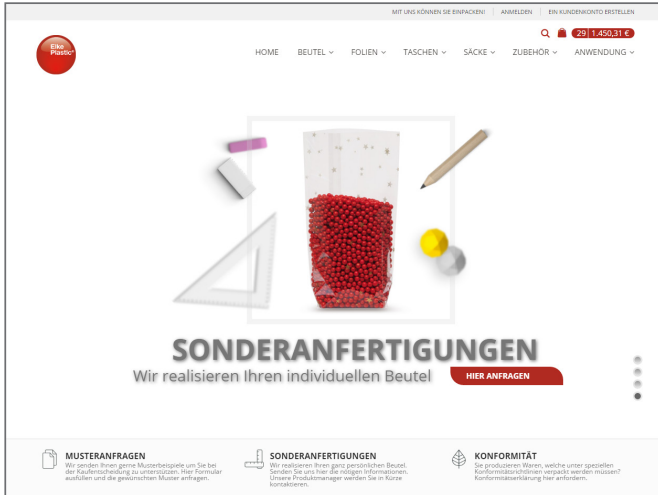 MIT UNS KÖNNEN SIE EINPACKEN!
ANMELDEN
EIN KUNDENKONTO ERSTELLEN
Elke
Plastic®
29 | 1.450,31 €
HOME BEUTEL FOLIEN TASCHEN SÄCKE ZUBEHÖR ANWENDUNG
SONDERANFERTIGUNGEN
Wir realisieren Ihren individuellen Beutel
HIER ANFRAGEN
MUSTERANFRAGEN
Wir senden Ihnen gerne Musterbeispiele um Sie bei
der Kaufentscheidung zu unterstützen. Hier Formular
ausfüllen und die gewünschten Muster anfragen.
SONDERANFERTIGUNGEN
Wir realisieren Ihren ganz persönlichen Beutel.
Senden Sie uns hier die nötigen Informationen.
Unsere Produktmanager werden Sie in Kürze
kontaktieren.
KONFORMITÄT
Sie produzieren Waren, welche unter speziellen
Konformitätsrichtlinien verpackt werden müssen?
Konformitätserklärung hier anfordern.